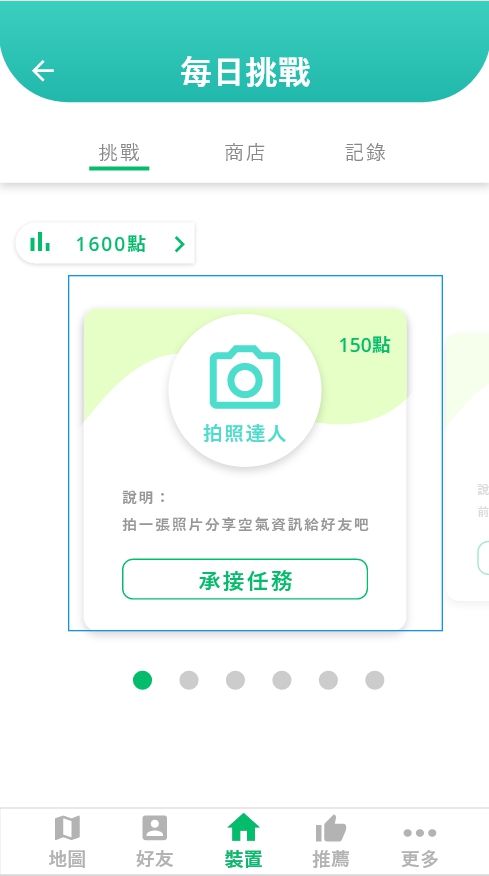 每日挑戰
挑戰
商店
記錄
1600點
150點
拍照達人
說明：
拍一張照片分享空氣資訊給好友吧
承接任務
說
前
地圖
好友
裝置
推薦
更多